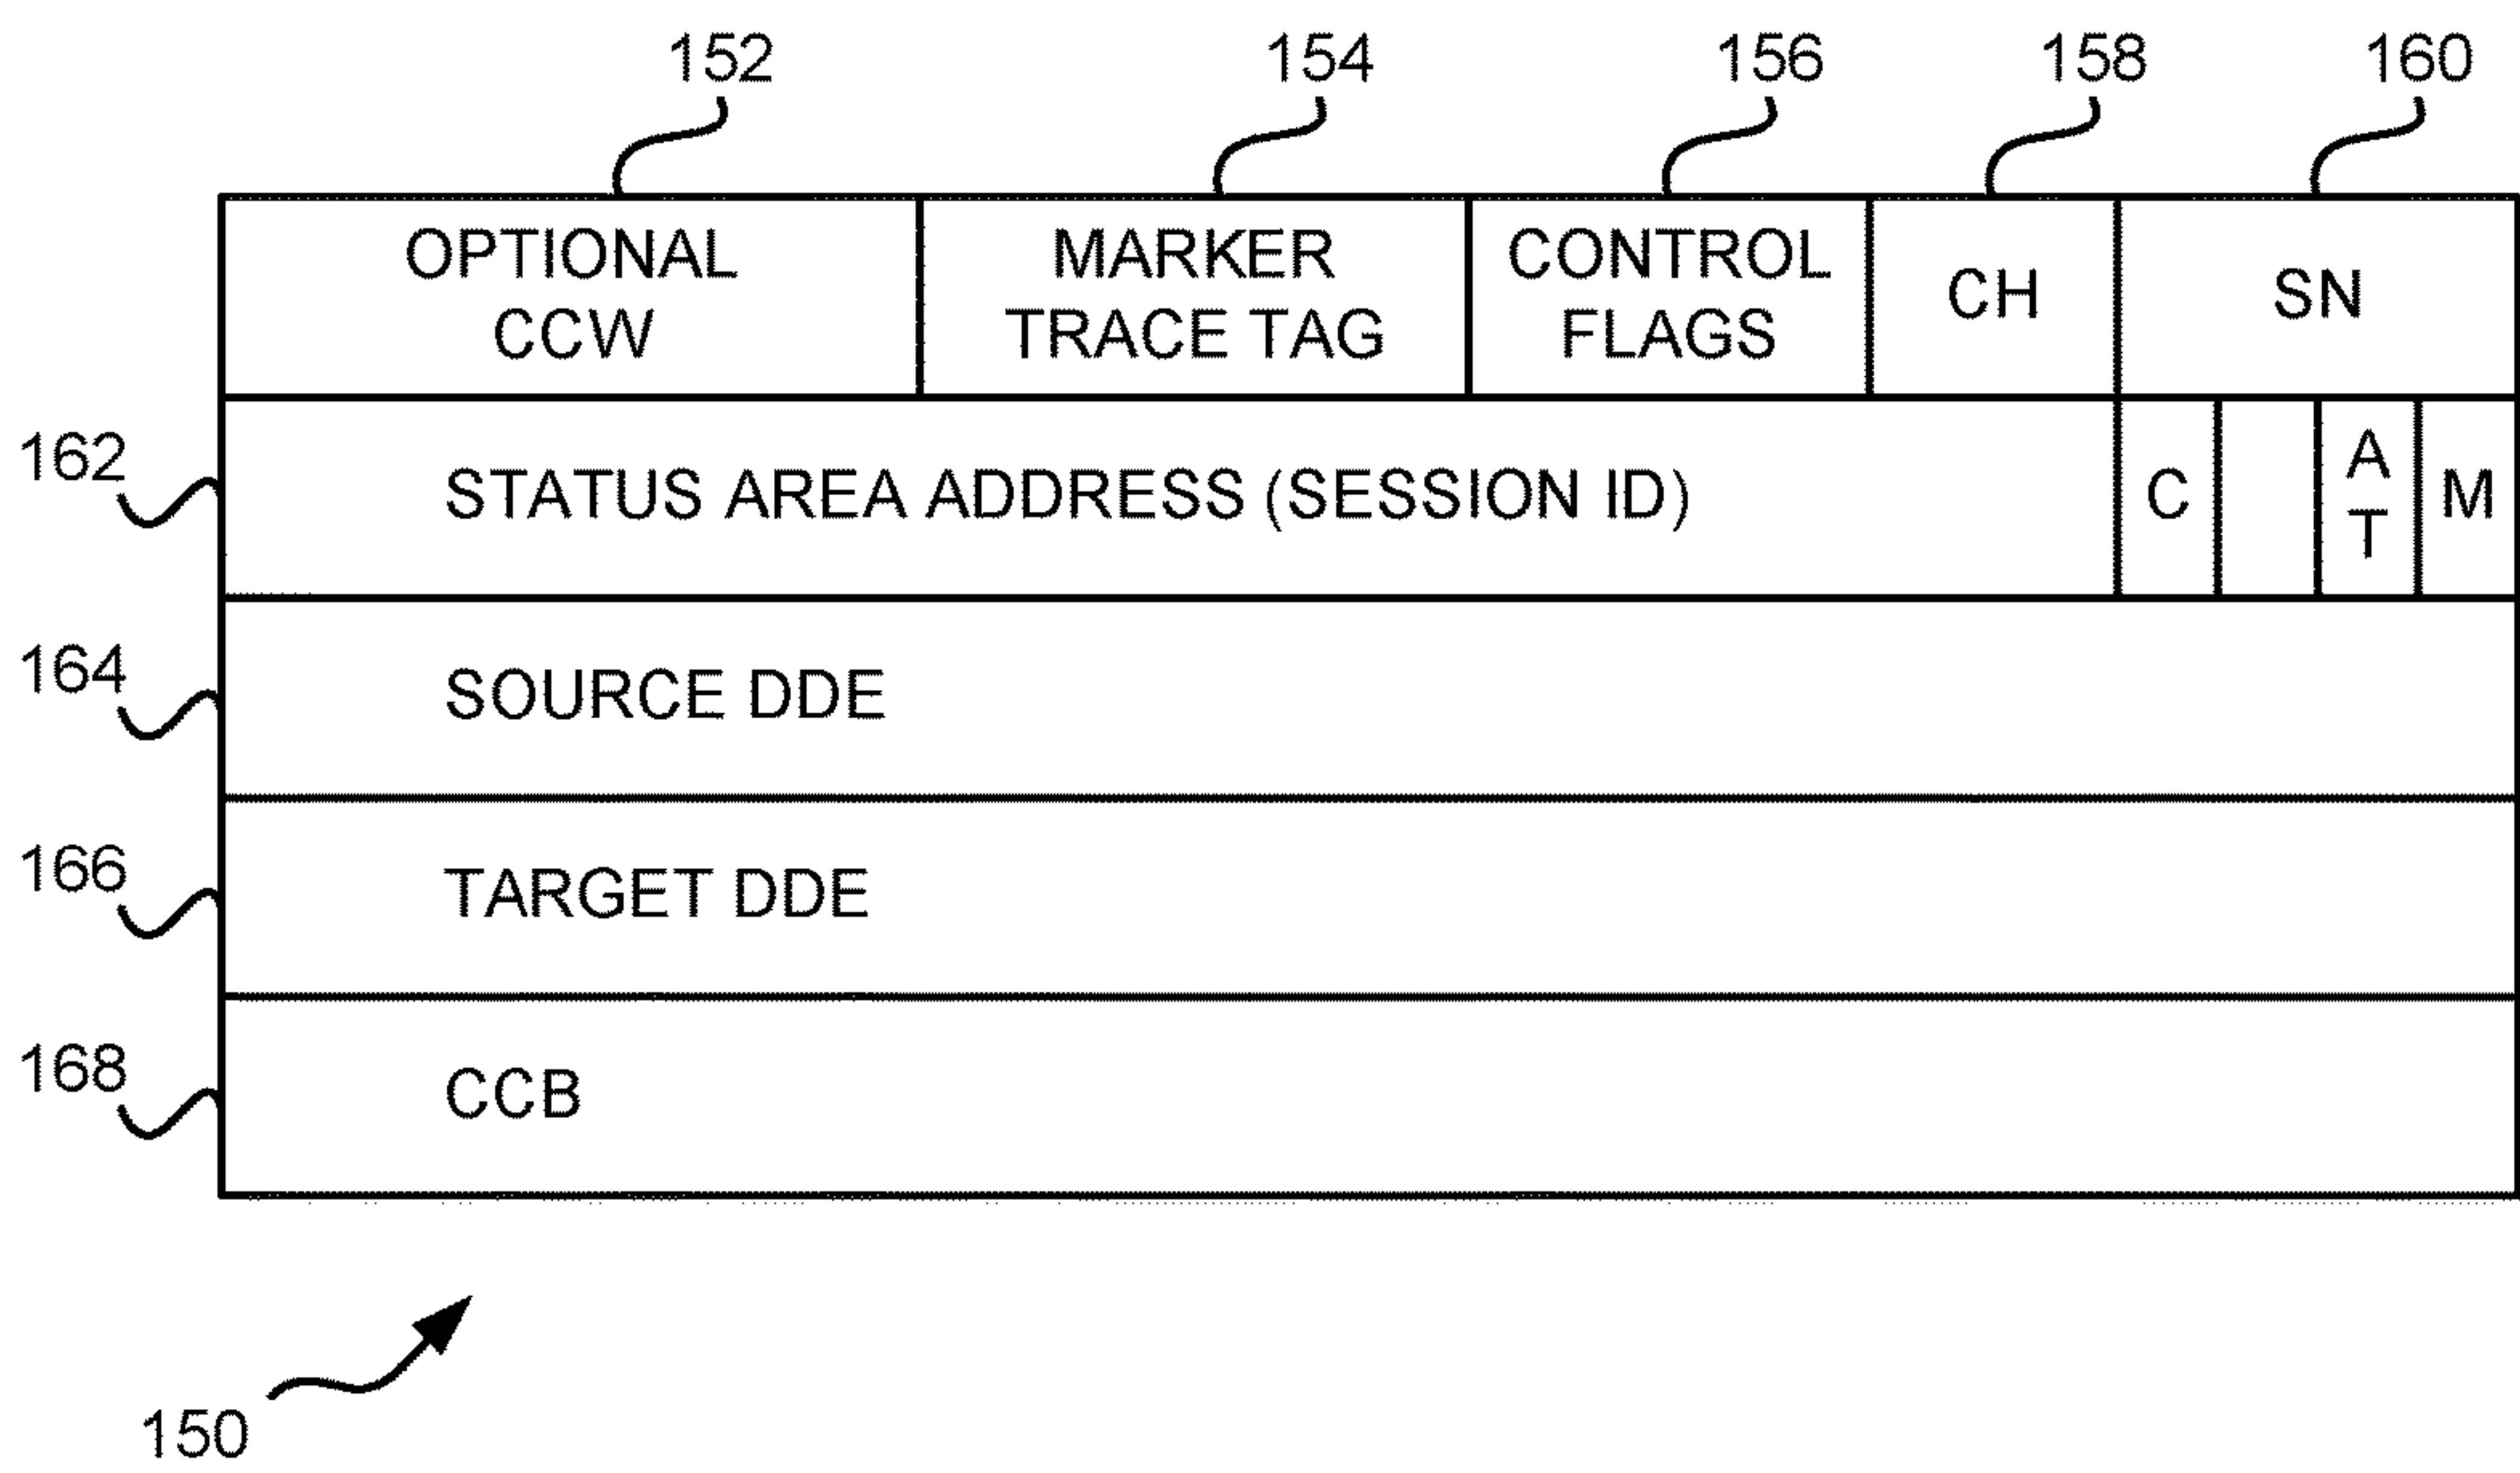 152 154 156 158 160
OPTIONAL MARKER CONTROL CH SN
CCW TRACE TAG FLAGS
162 STATUS AREA ADDRESS (SESSION ID) C A M
T
164 SOURCE DDE
166 TARGET DDE
168 CCB
150